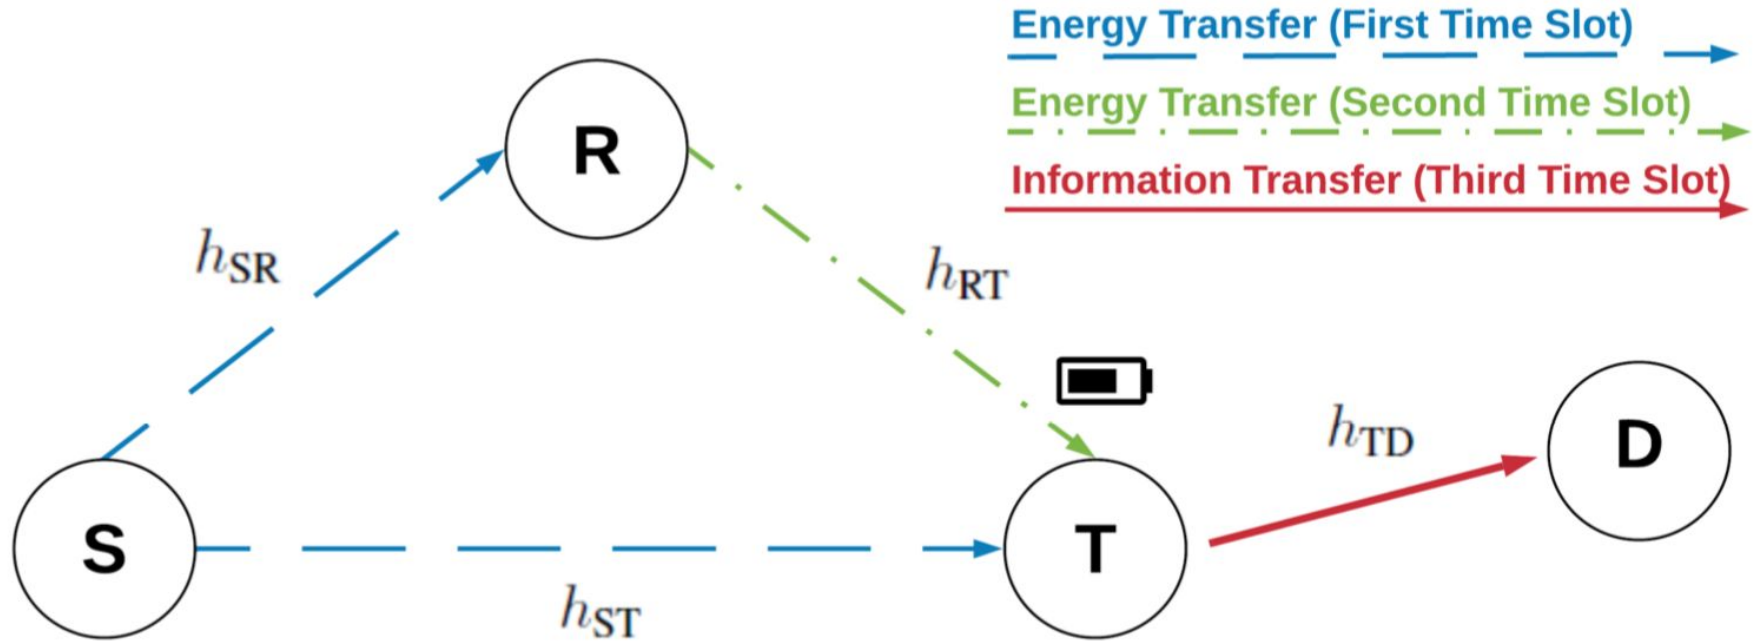 Energy Transfer (First Time Slot)
Energy Transfer (Second Time Slot)
Information Transfer (Third Time Slot)
R
hSR
hRT
hTD
D
S
T
hST